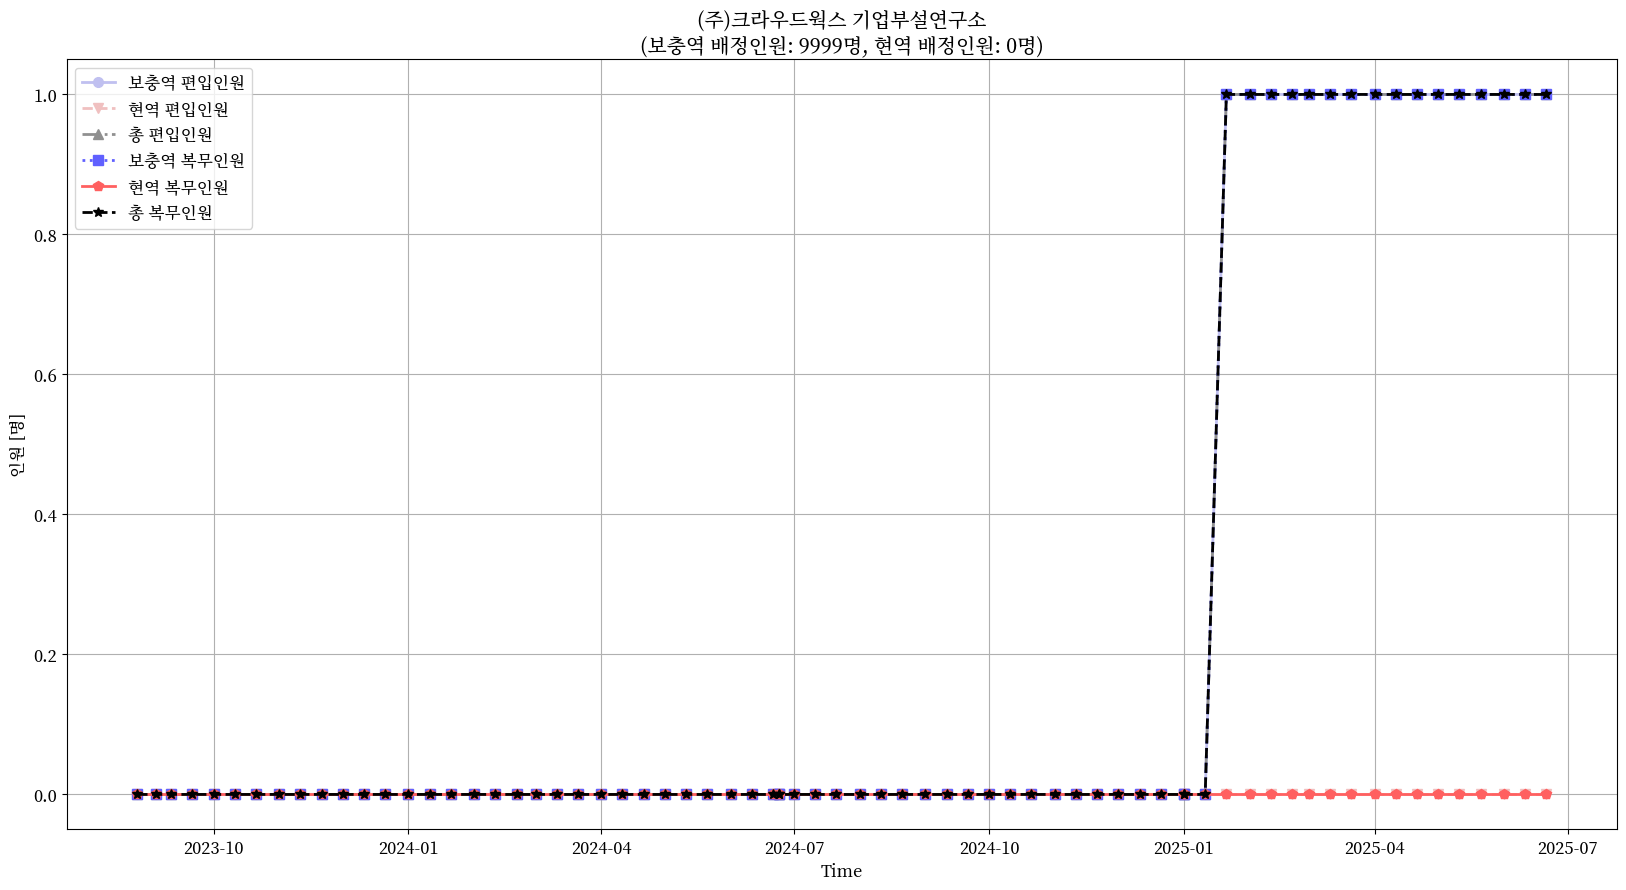 (주)크라우드웍스 기업부설연구소
(보충역 배정인원: 9999명, 현역 배정인원: 0명)
보충역 편입인원
현역 편입인원
총 편입인원
보충역 복무인원
현역 복무인원
총 복무인원
1.0
0.8
0.6
0.4
0.2
0.0
인원 [명]
2023-10
2024-01
2024-04
2024-07
2024-10
2025-01
2025-04
2025-07
Time